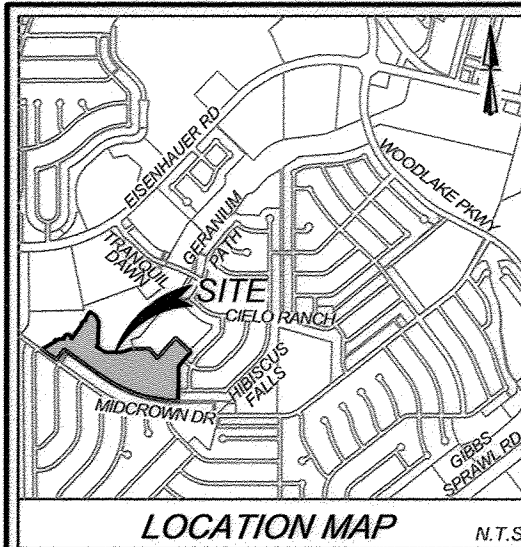 EISENHAUER RD
WOODLAKE PKWY
GERANIUM
PATH
TRANQUIL
DAWN
SITE
CIELO RANCH
HIBISCUS
FALLS
MIDCROWN DR
GIBBS
SPRAWL RD
LOCATION MAP
N.T.S